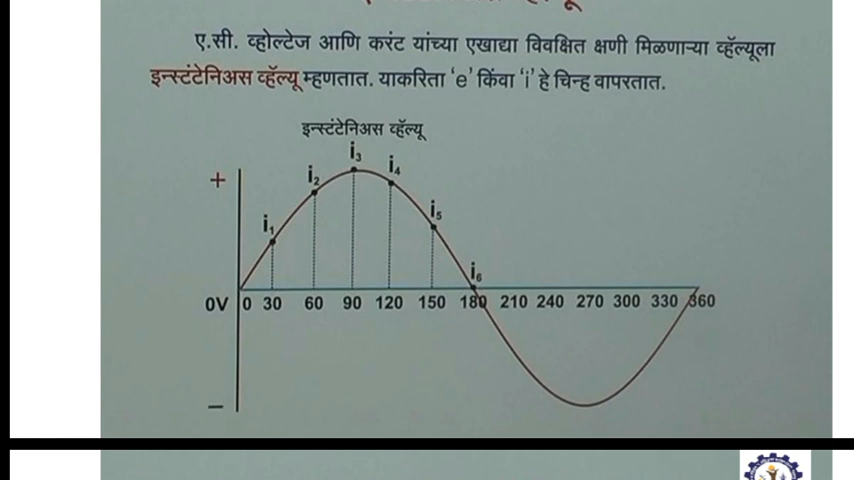 ए.सी. व्होल्टेज आणि करंट यांच्या एखाद्या विवक्षित क्षणी मिळणाऱ्या व्हॅल्यूला
इन्स्टंटेनिअस व्हॅल्यू म्हणतात. याकरिता 'e' किंवा 'i' हे चिन्ह वापरतात.
इन्स्टंटेनिअस व्हॅल्यू
+
i₁ i₂ i₃ i₄ i₅ i₆
0V 0 30 60 90 120 150 180 210 240 270 300 330 360
−